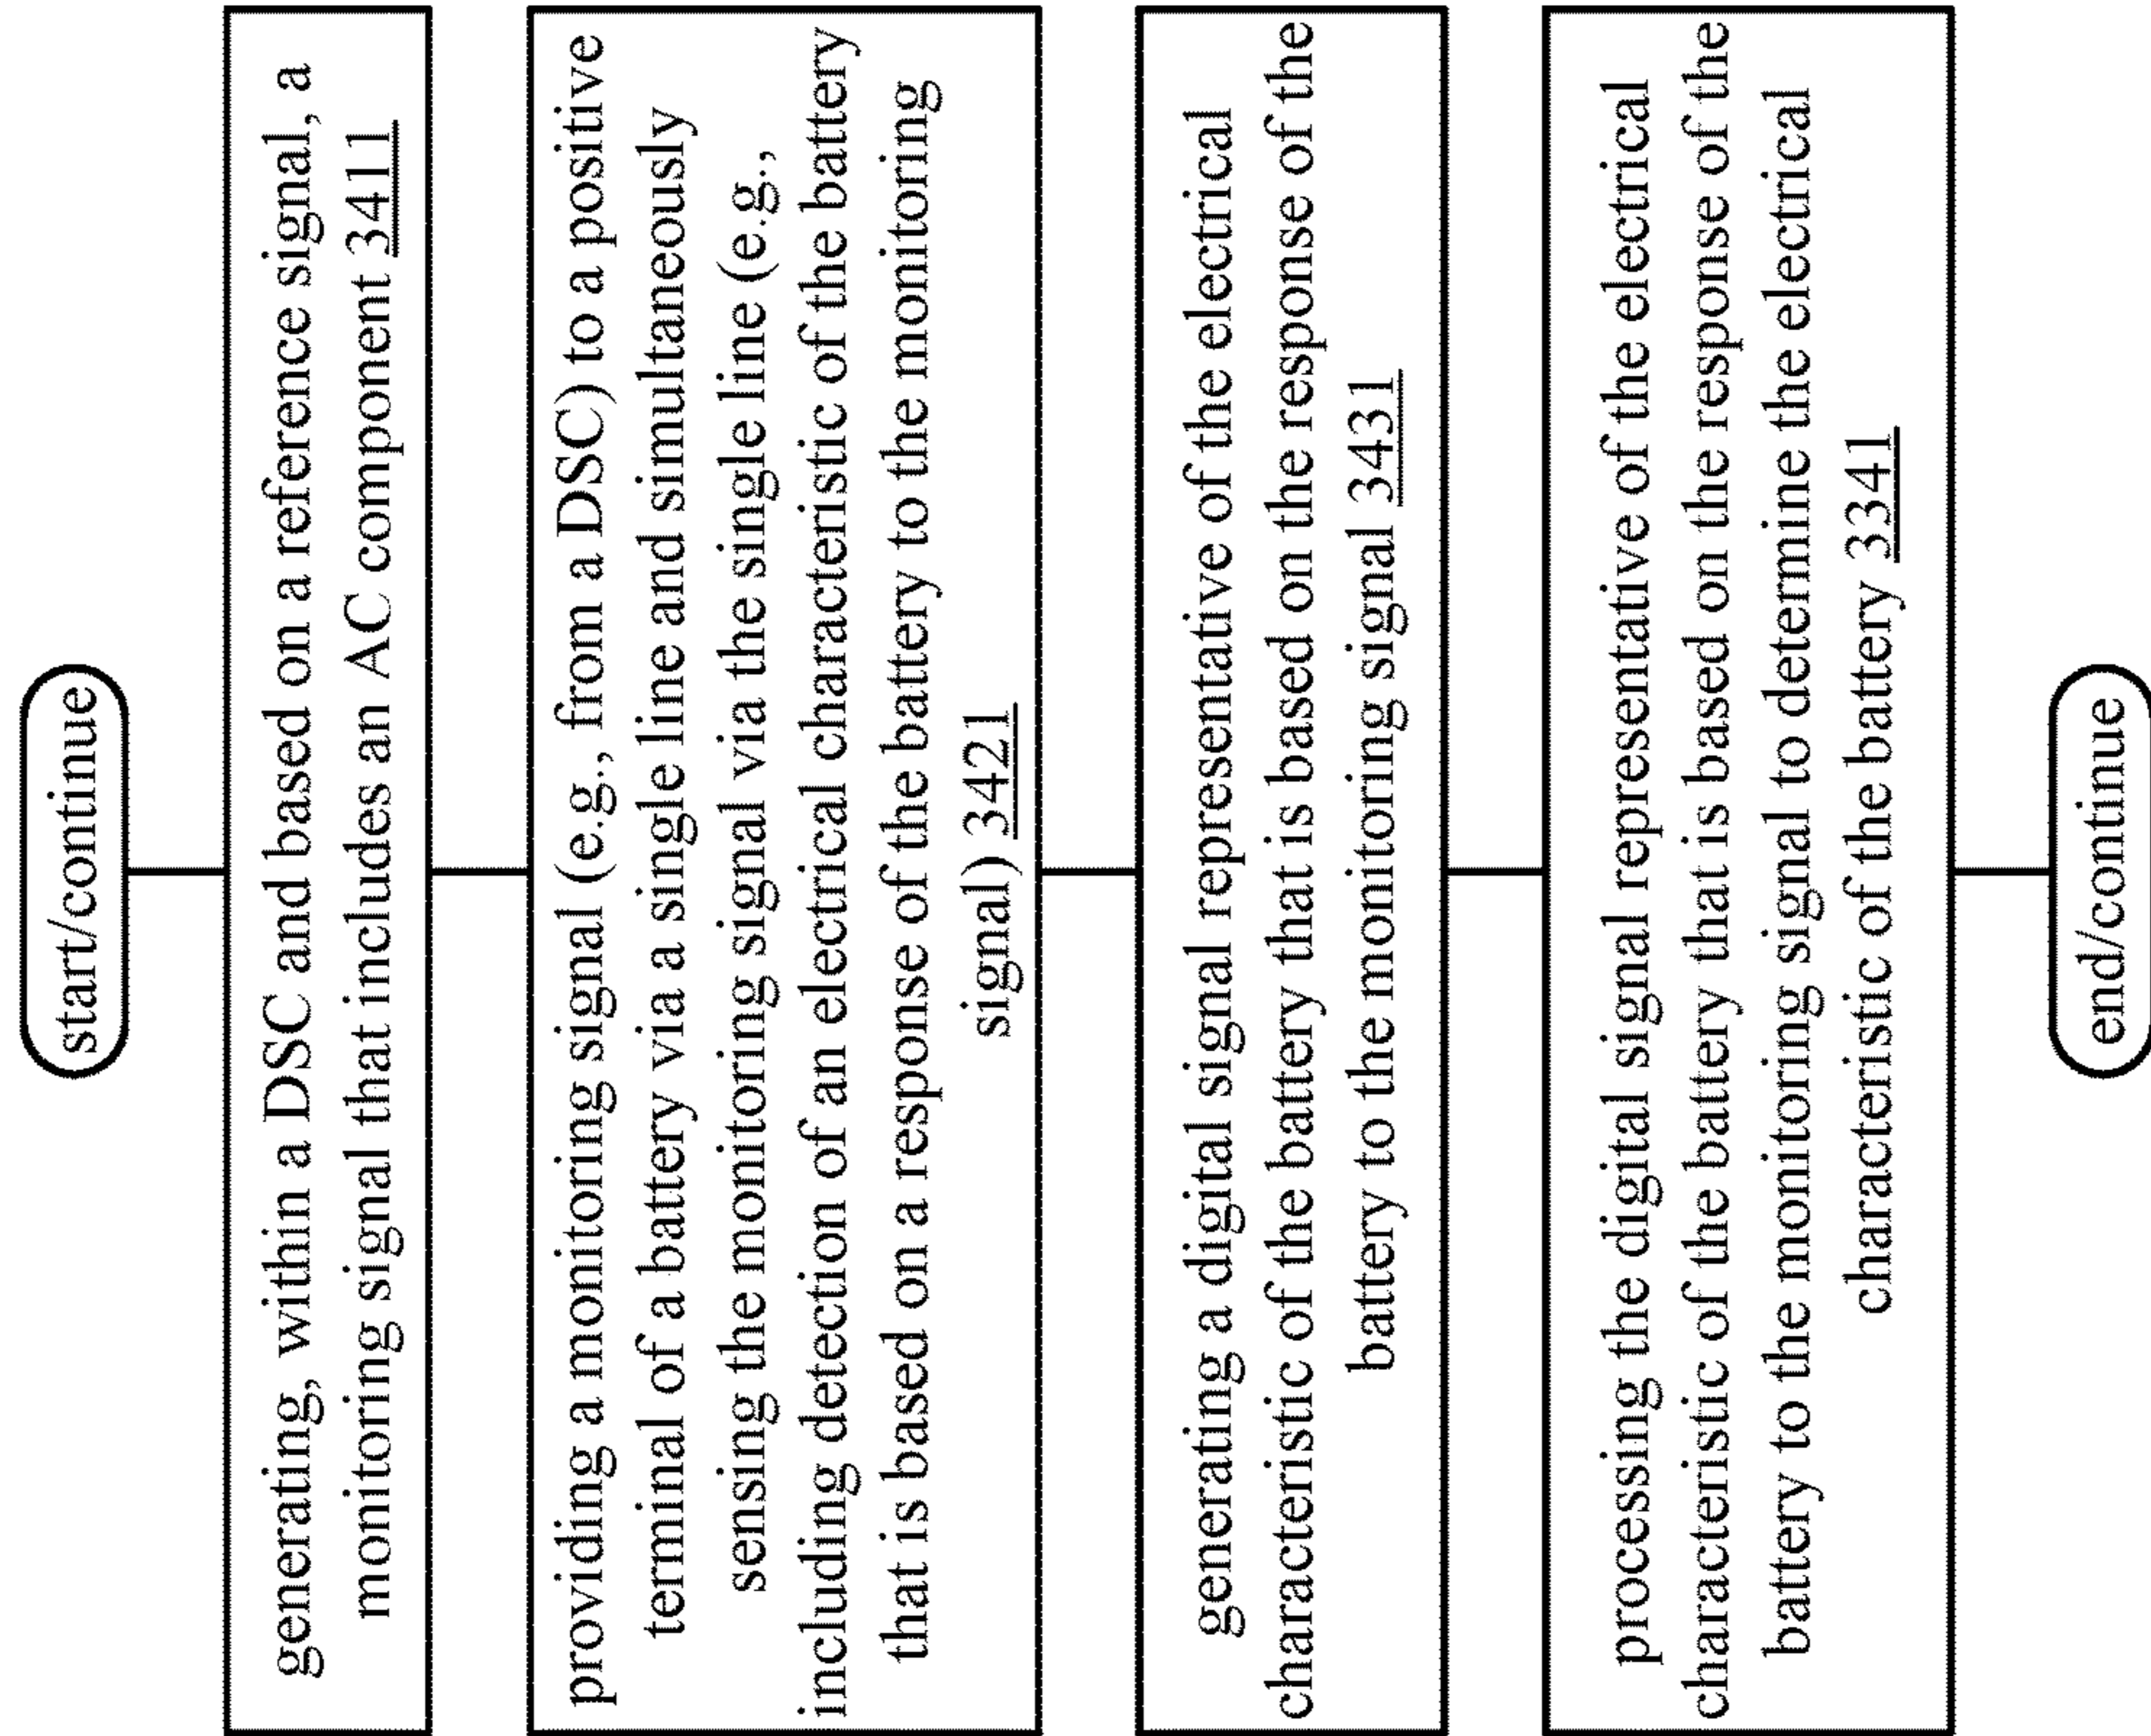 start/continue
generating, within a DSC and based on a reference signal, a
monitoring signal that includes an AC component 3411
providing a monitoring signal (e.g., from a DSC) to a positive
terminal of a battery via a single line and simultaneously
sensing the monitoring signal via the single line (e.g.,
including detection of an electrical characteristic of the battery
that is based on a response of the battery to the monitoring
signal) 3421
generating a digital signal representative of the electrical
characteristic of the battery that is based on the response of the
battery to the monitoring signal 3431
processing the digital signal representative of the electrical
characteristic of the battery that is based on the response of the
battery to the monitoring signal to determine the electrical
characteristic of the battery 3341
end/continue